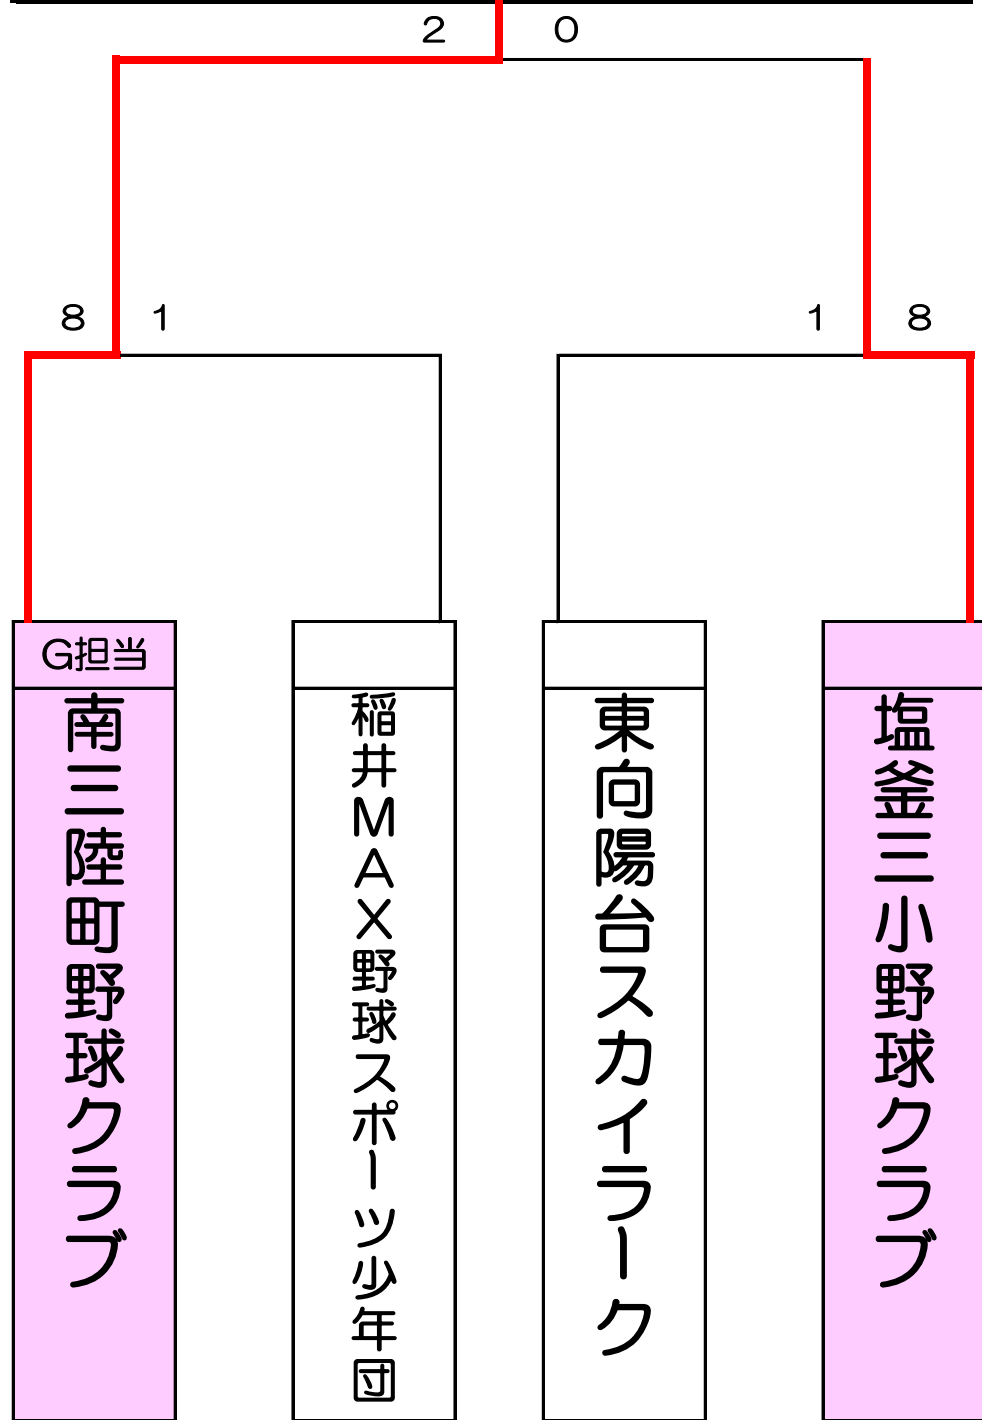 2 0
8 1 1 8
G担当
南三陸町野球クラブ
稲井MAX野球スポーツ少年団
東向陽台スカイラーク
塩釜三小野球クラブ